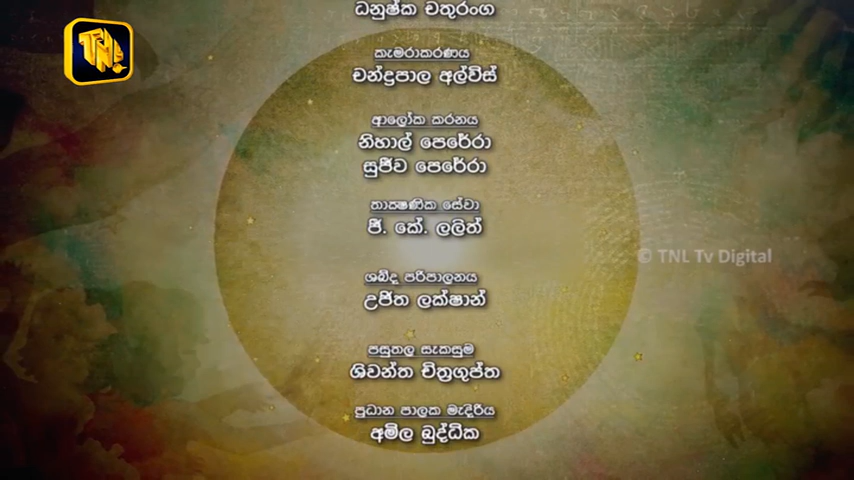 ධනුෂ්ක චතුරංග
TNL
කැමරාකරණය
චන්ද්‍රපාල අල්විස්
ආලෝක කරනය
නිහාල් පෙරේරා
සුජීව පෙරේරා
තාක්‍ෂණික සේවා
ජී. කේ. ලලිත්
© TNL Tv Digital
ශබ්ද පරිපාලනය
උජිත ලක්ෂාන්
පසුතල සැකසුම
ශිවන්ත චිත්‍රගුප්ත
ප්‍රධාන පාලක මැදිරිය
අමිල බුද්ධික